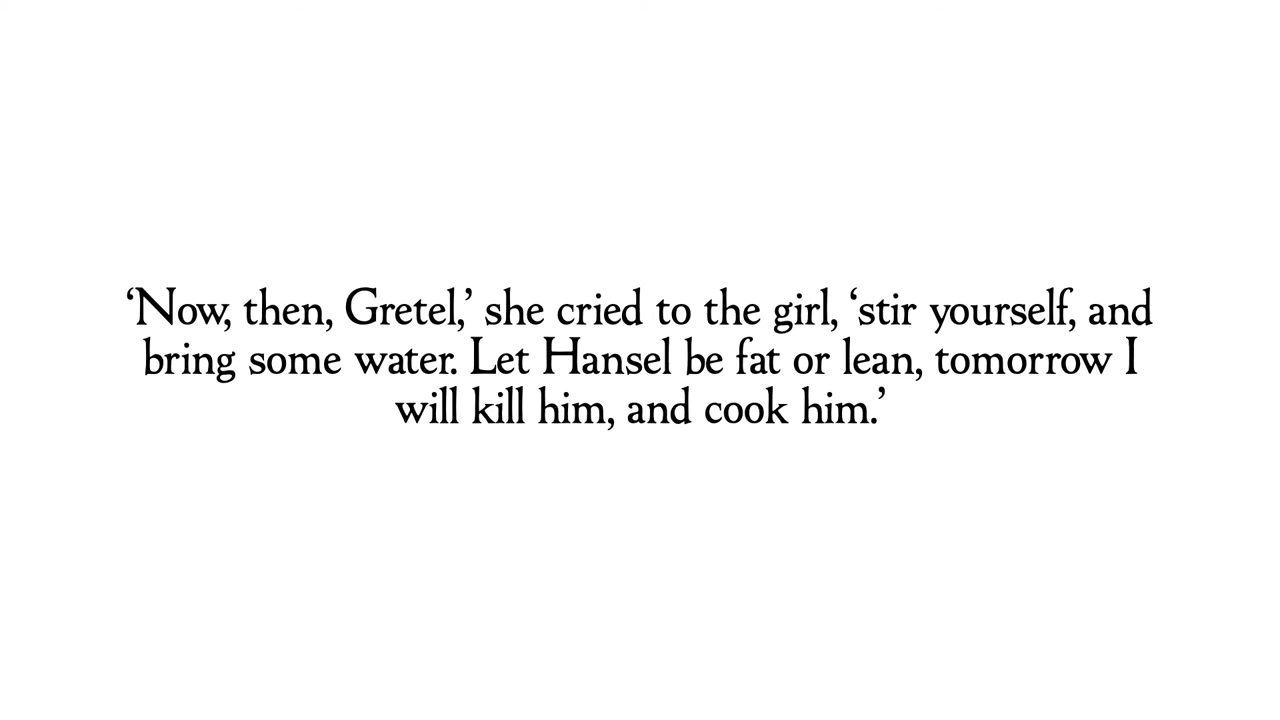 ‘Now, then, Gretel,’ she cried to the girl, ‘stir yourself, and
bring some water. Let Hansel be fat or lean, tomorrow I
will kill him, and cook him.’